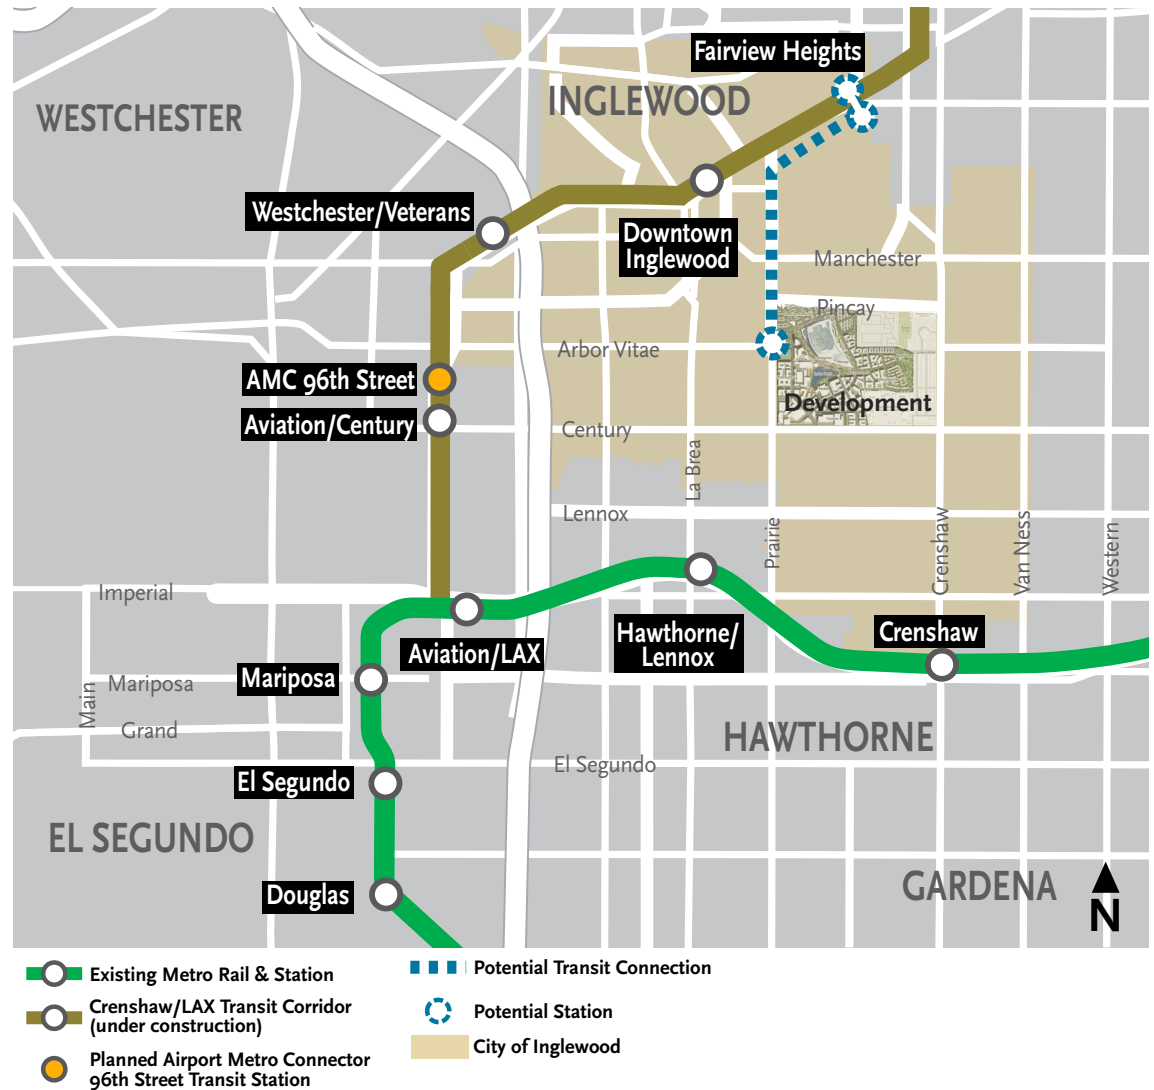 Fairview Heights
WESTCHESTER
INGLEWOOD
Westchester/Veterans
Downtown
Inglewood
Manchester
Pincay
Arbor Vitae
AMC 96th Street
Development
Aviation/Century
Century
La Brea
Lennox
Prairie
Crenshaw
Van Ness
Western
Imperial
Aviation/LAX
Hawthorne/
Lennox
Crenshaw
Mariposa
Mariposa
Main
Grand
HAWTHORNE
El Segundo
El Segundo
EL SEGUNDO
Douglas
GARDENA
N
Existing Metro Rail & Station
Crenshaw/LAX Transit Corridor
(under construction)
Planned Airport Metro Connector
96th Street Transit Station
Potential Transit Connection
Potential Station
City of Inglewood